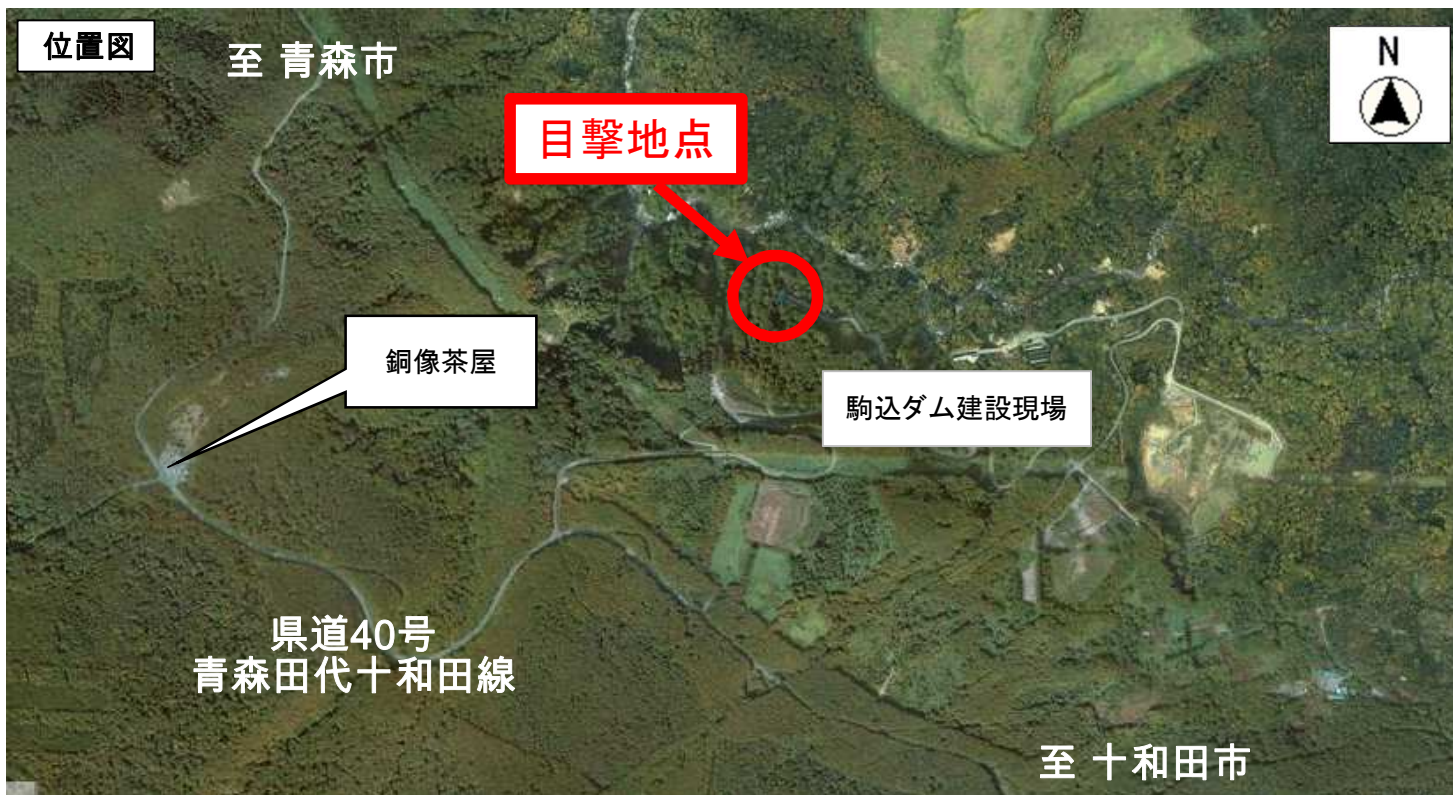 位置図
至 青森市
N
目撃地点
銅像茶屋
駒込ダム建設現場
県道40号
青森田代十和田線
至 十和田市